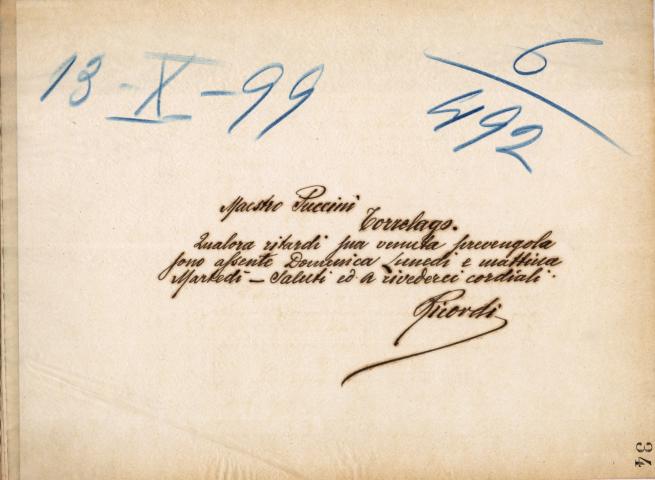 13-X-99
6/492
Maestro Puccini
Torrelago.
Qualora ritardi sua venuta prevengola
sono assente Domenica Lunedi e mattina
Martedì — Saluti ed a rivederci cordiali.
Ricordi
34